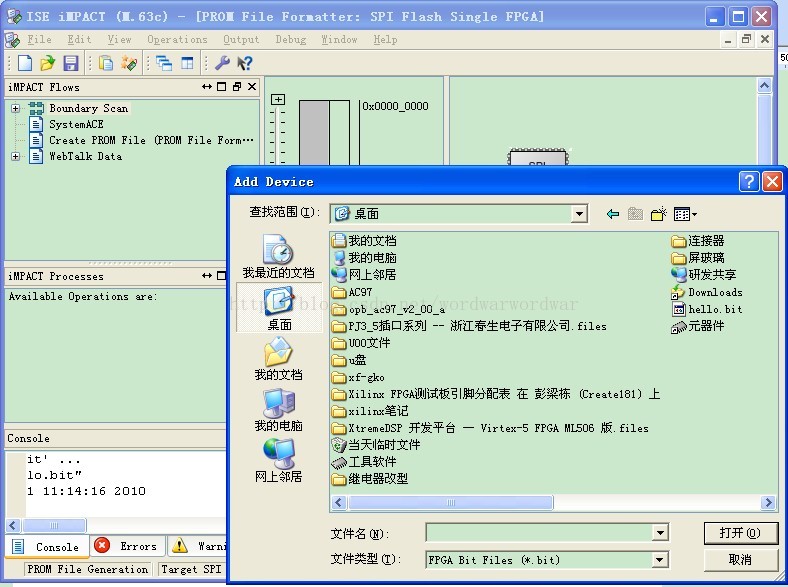 ISE iMPACT (M.63c) - [PROM File Formatter: SPI Flash Single FPGA]
File Edit View Operations Output Debug Window Help
iMPACT Flows
Boundary Scan
SystemACE
Create PROM File (PROM File Form...
WebTalk Data
0x0000_0000
iMPACT Processes
Available Operations are:
Console
it' ...
lo.bit"
1 11:14:16 2010
Console Errors Warni
PROM File Generation Target SPI
Add Device
查找范围(I): 桌面
我最近的文档
桌面
我的文档
我的电脑
网上邻居
我的文档
我的电脑
网上邻居
AC97
opb_ac97_v2_00_a
PJ3_5插口系列 -- 浙江春生电子有限公司.files
UOO文件
u盘
xf-gko
Xilinx FPGA测试板引脚分配表 在 彭梁栋 (Create181) 上
xilinx笔记
XtremeDSP 开发平台 — Virtex-5 FPGA ML506 版.files
当天临时文件
工具软件
继电器改型
连接器
屏玻璃
研发共享
Downloads
hello.bit
元器件
文件名(N): 打开(O)
文件类型(T): FPGA Bit Files (*.bit) 取消
http://blog.csdn.net/wordwarwordwar